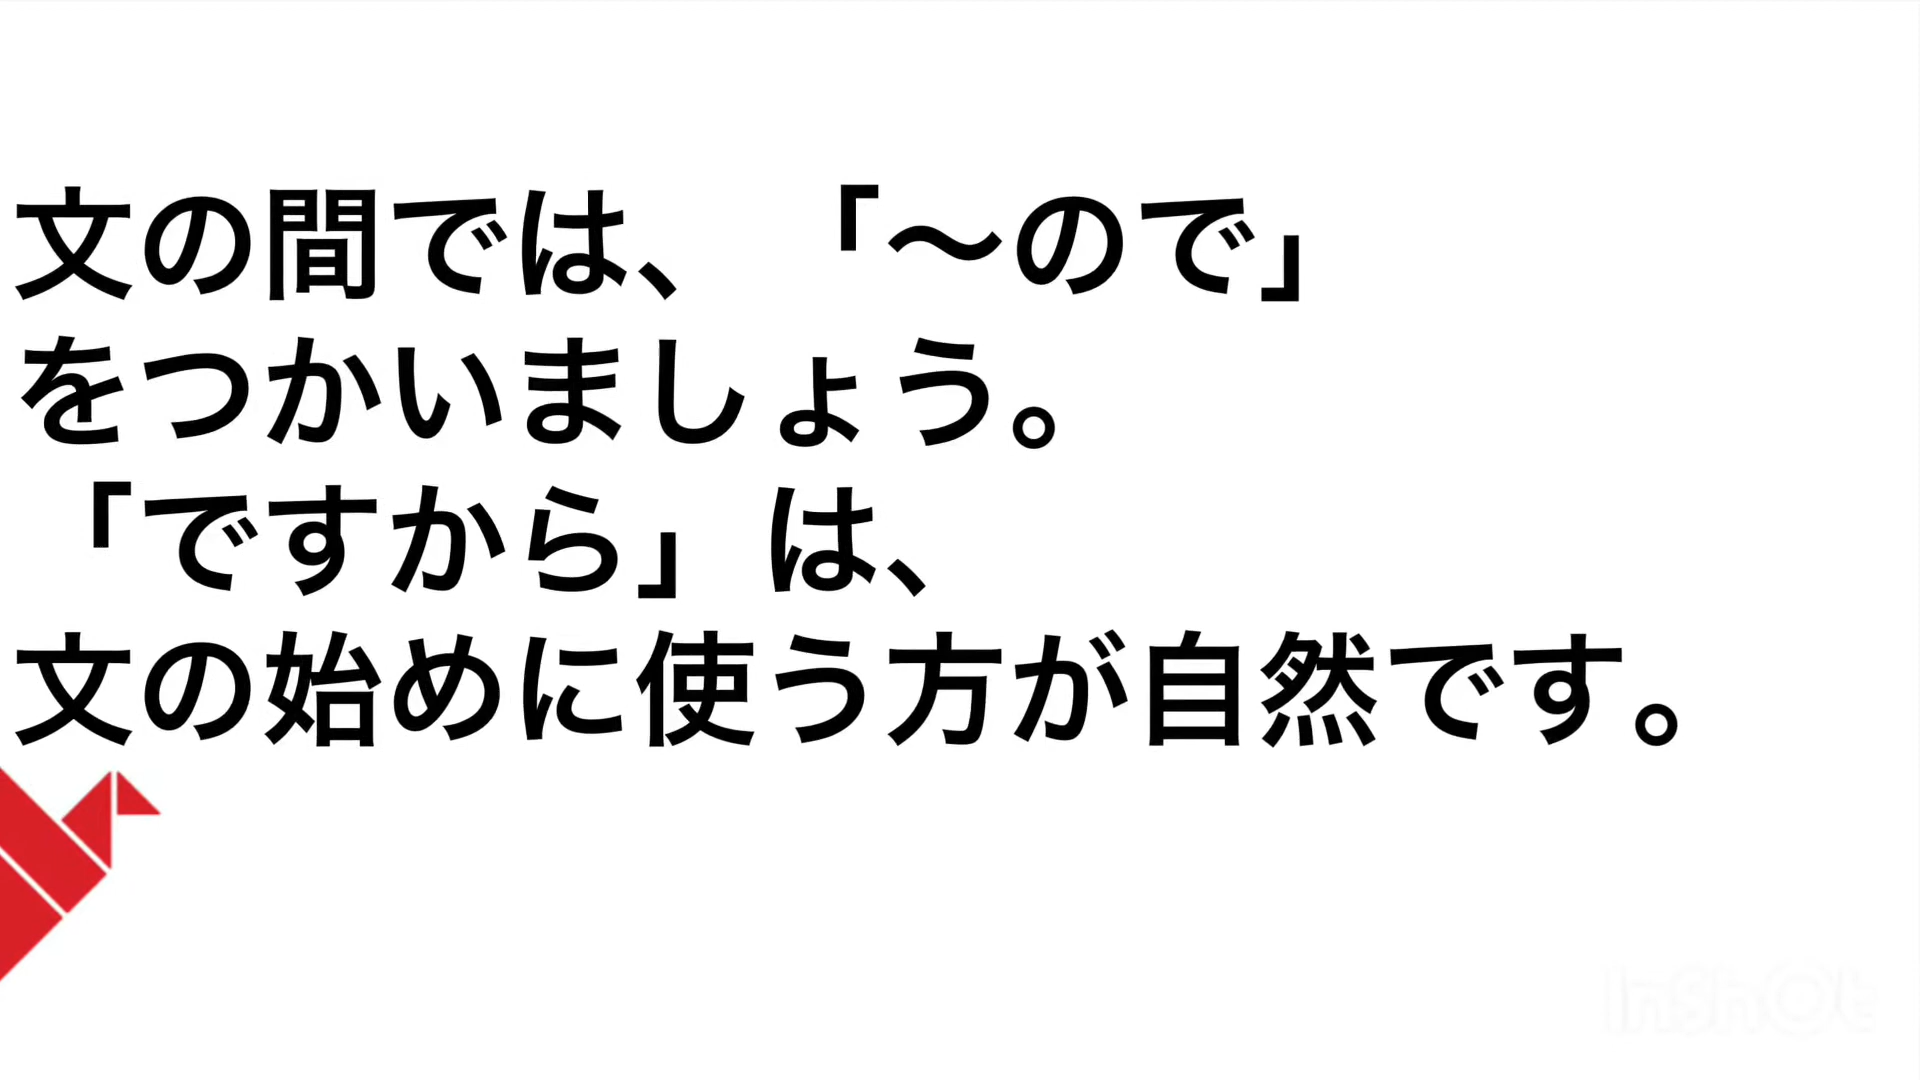 文の間では、「〜ので」
をつかいましょう。
「ですから」は、
文の始めに使う方が自然です。
InShOt